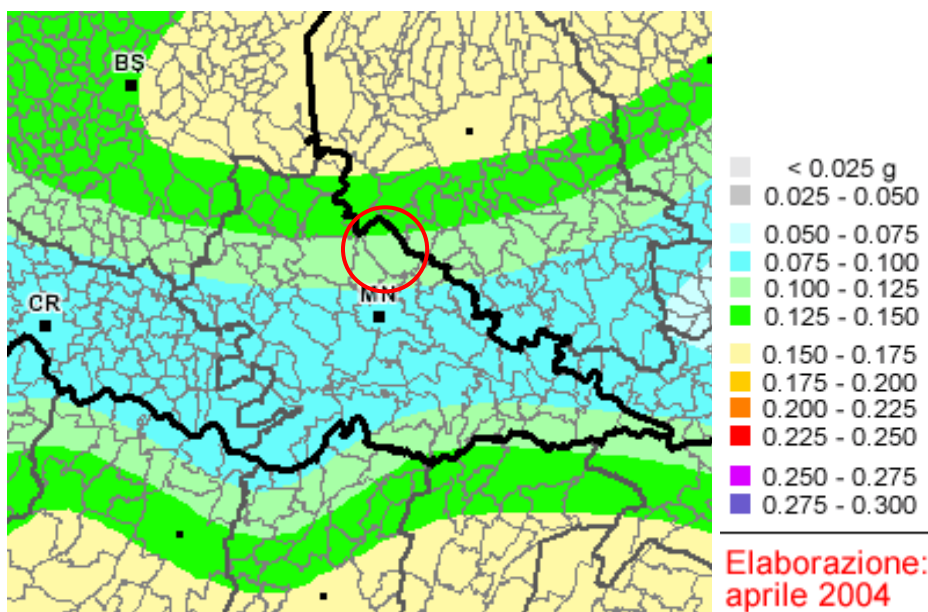 BS
CR
MN
< 0.025 g
0.025 - 0.050
0.050 - 0.075
0.075 - 0.100
0.100 - 0.125
0.125 - 0.150
0.150 - 0.175
0.175 - 0.200
0.200 - 0.225
0.225 - 0.250
0.250 - 0.275
0.275 - 0.300
Elaborazione:
aprile 2004